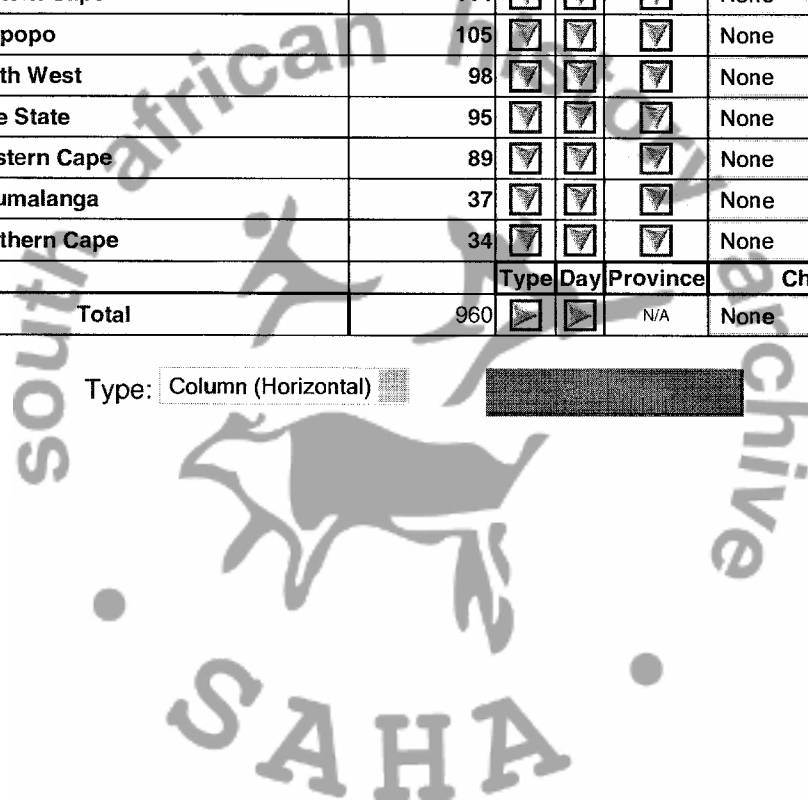 popo 105 None
th West 98 None
e State 95 None
stern Cape 89 None
umalanga 37 None
thern Cape 34 None
Type Day Province Ch
Total 960 N/A None
Type: Column (Horizontal)
south african history archive
SAHA